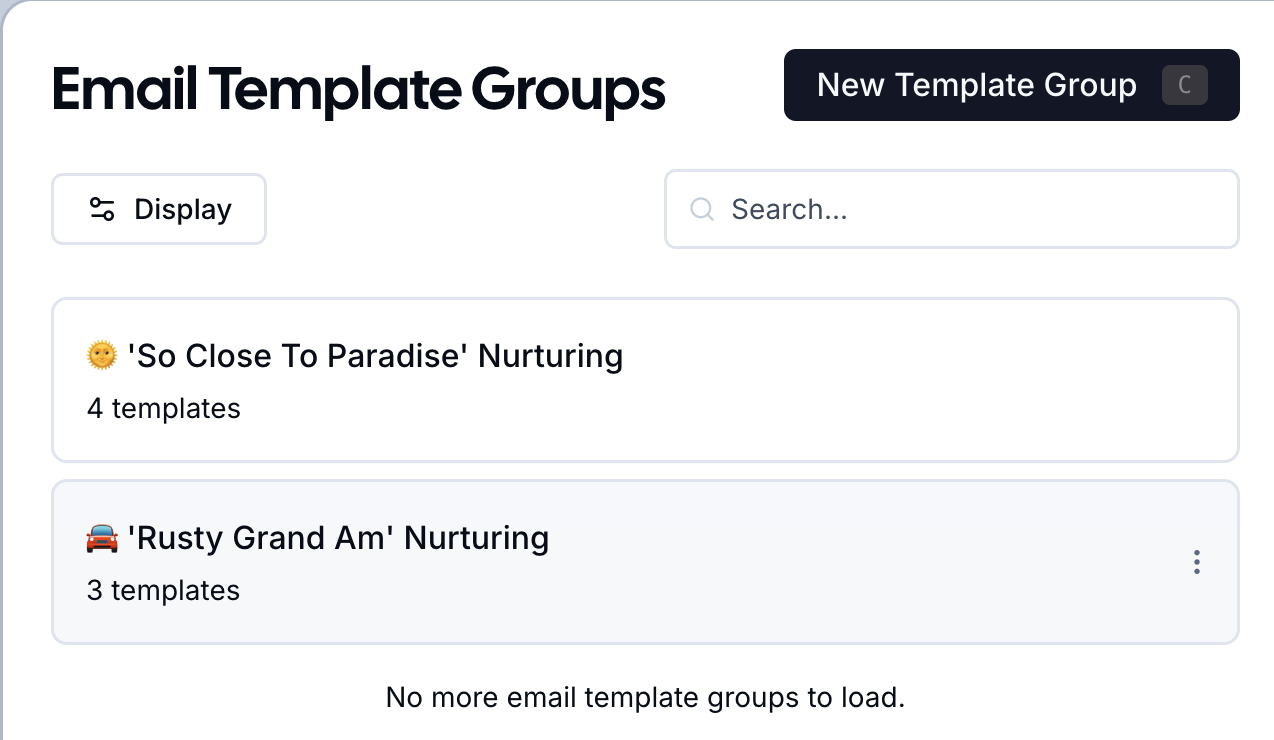 Email Template Groups
New Template Group C
Display
Search...
🌞 'So Close To Paradise' Nurturing
4 templates
🚘 'Rusty Grand Am' Nurturing
3 templates
No more email template groups to load.